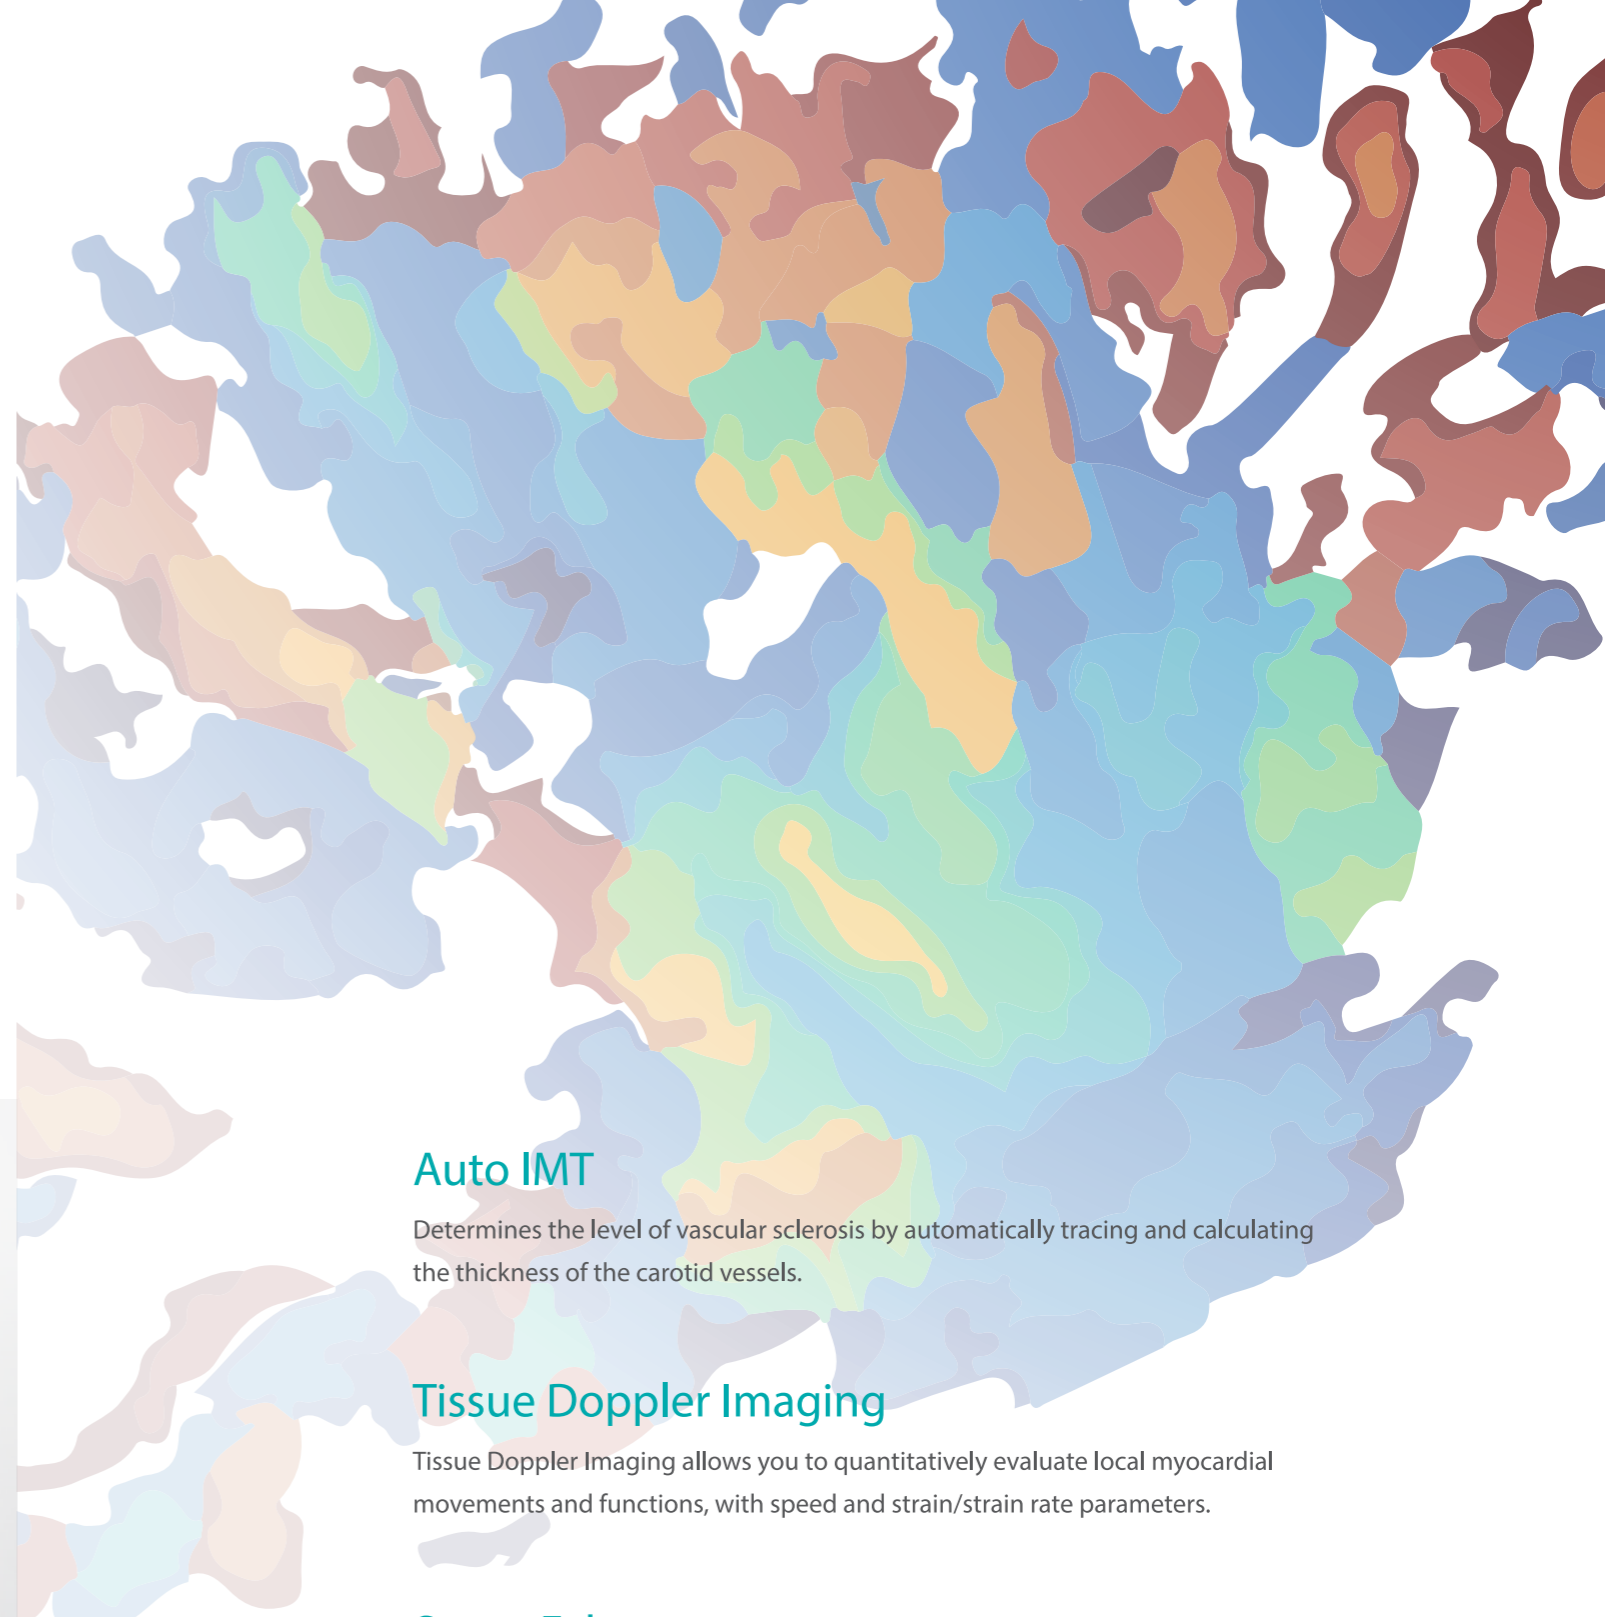 Auto IMT
Determines the level of vascular sclerosis by automatically tracing and calculating
the thickness of the carotid vessels.
Tissue Doppler Imaging
Tissue Doppler Imaging allows you to quantitatively evaluate local myocardial
movements and functions, with speed and strain/strain rate parameters.